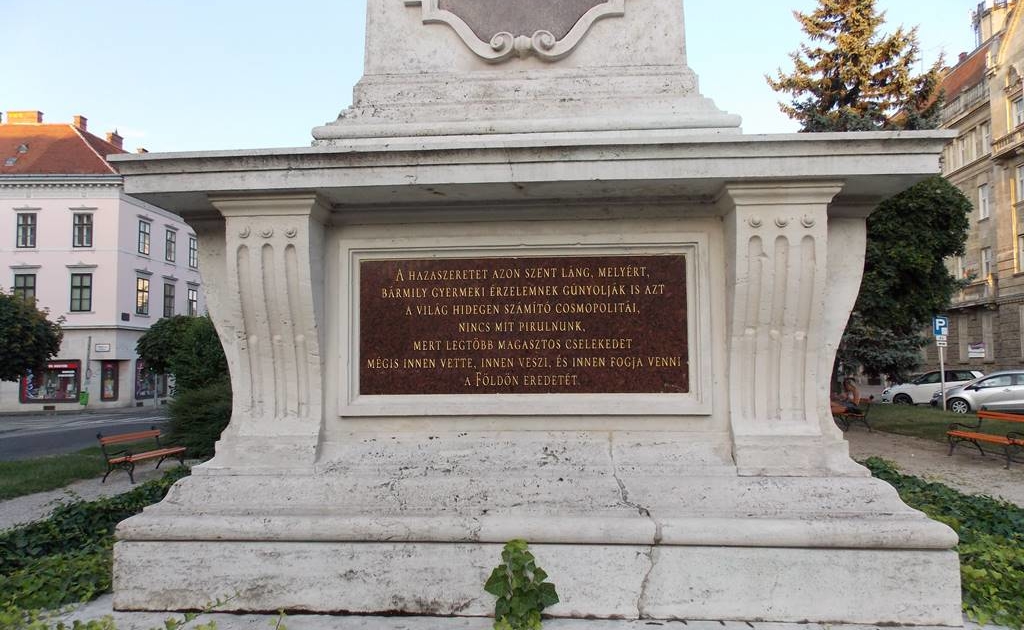 A HAZASZERETET AZON SZENT LÁNG, MELYÉRT,
BÁRMILY GYERMEKI ÉRZELEMNEK GÚNYOLJÁK IS AZT
A VILÁG HIDEGEN SZÁMÍTÓ COSMOPOLITÁI,
NINCS MIT PIRULNUNK,
MERT LEGTÖBB MAGASZTOS CSELEKEDET
MÉGIS INNEN VETTE, INNEN VESZI, ÉS INNEN FOGJA VENNI
A FÖLDÖN EREDETÉT.
P